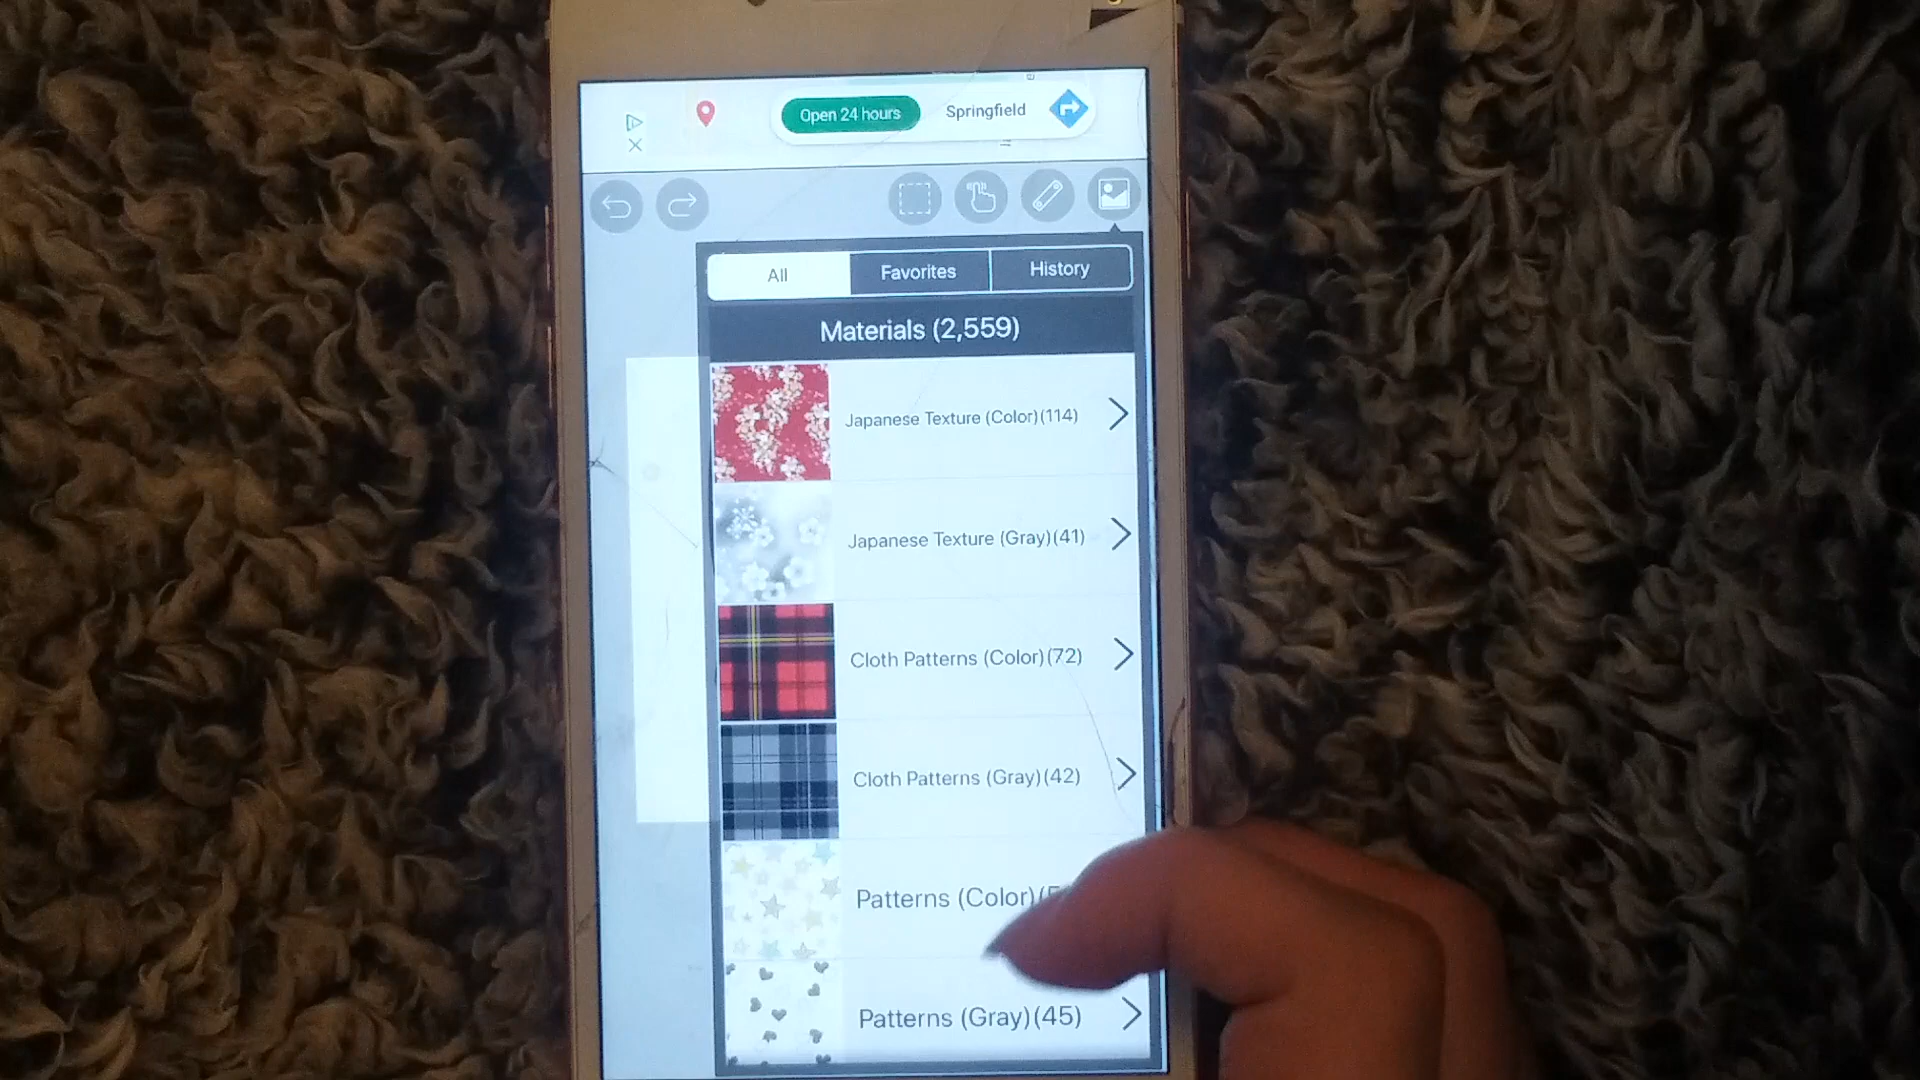 Open 24 hours
Springfield
All
Favorites
History
Materials (2,559)
Japanese Texture (Color)(114)
Japanese Texture (Gray)(41)
Cloth Patterns (Color)(72)
Cloth Patterns (Gray)(42)
Patterns (Color)
Patterns (Gray)(45)